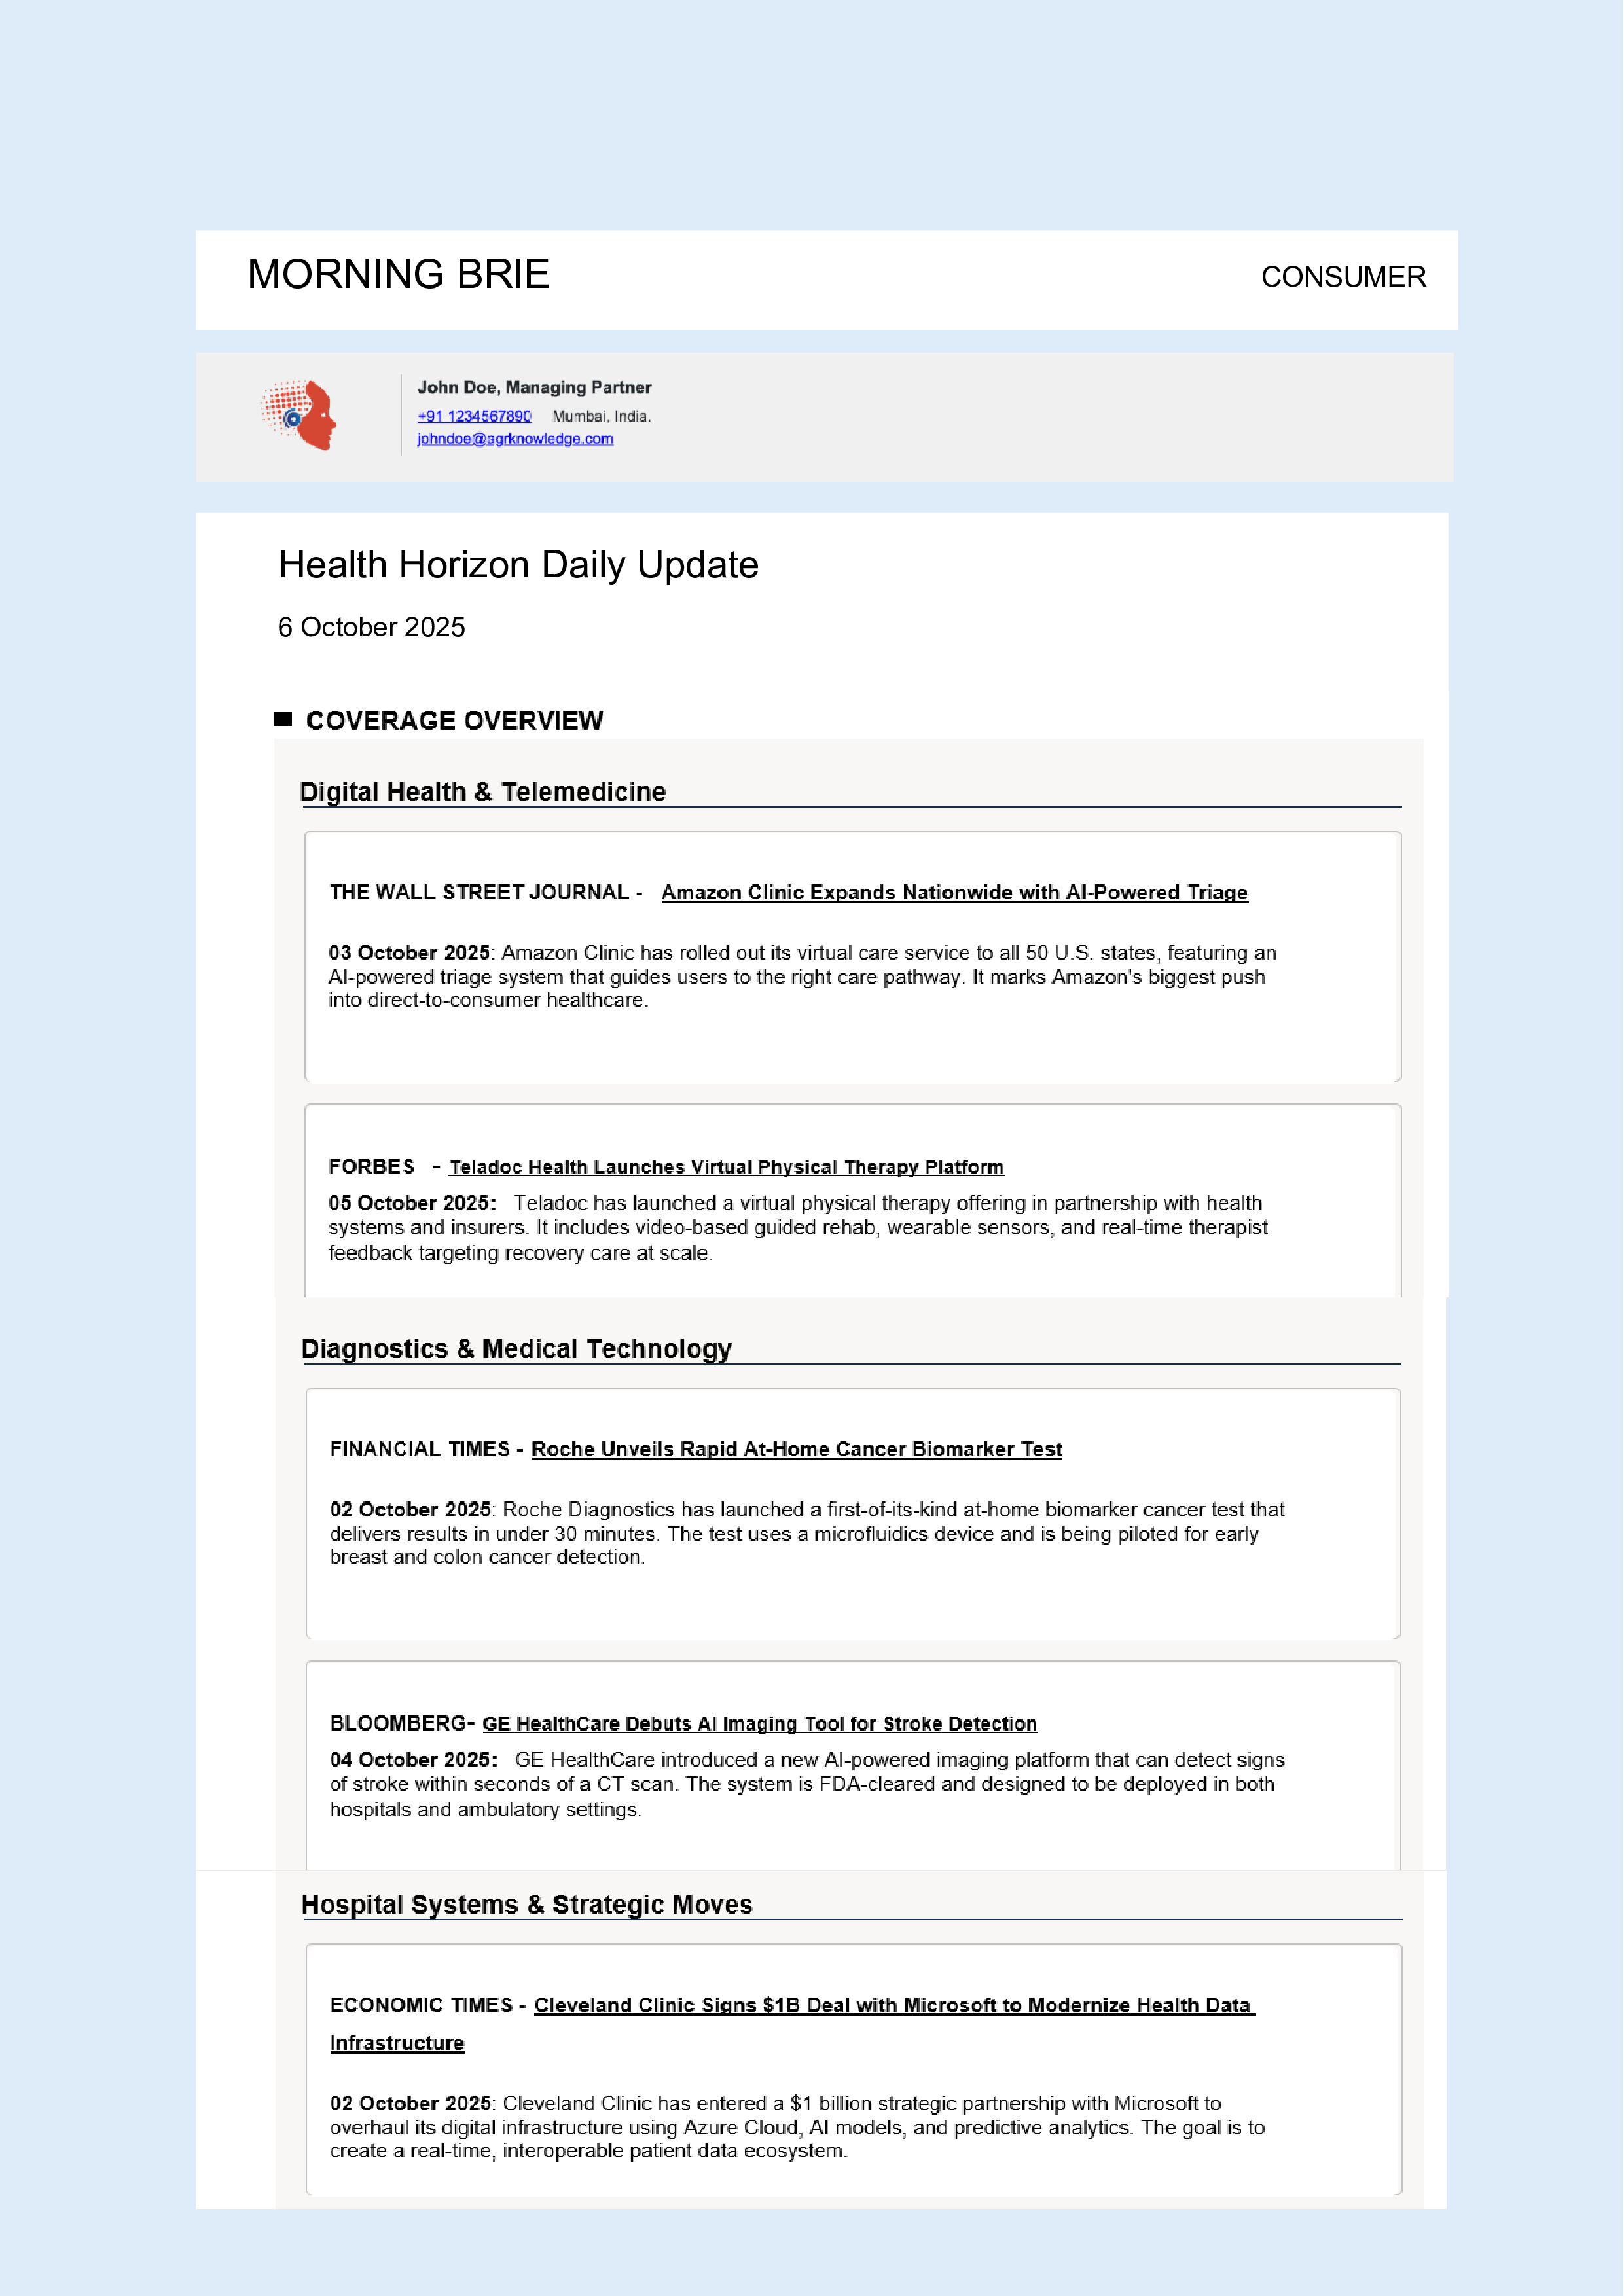 MORNING BRIE
CONSUMER
John Doe, Managing Partner
+91 1234567890 Mumbai, India.
johndoe@agrknowledge.com
Health Horizon Daily Update
6 October 2025
COVERAGE OVERVIEW
Digital Health & Telemedicine
THE WALL STREET JOURNAL - Amazon Clinic Expands Nationwide with AI-Powered Triage
03 October 2025: Amazon Clinic has rolled out its virtual care service to all 50 U.S. states, featuring an
AI-powered triage system that guides users to the right care pathway. It marks Amazon's biggest push
into direct-to-consumer healthcare.
FORBES - Teladoc Health Launches Virtual Physical Therapy Platform
05 October 2025: Teladoc has launched a virtual physical therapy offering in partnership with health
systems and insurers. It includes video-based guided rehab, wearable sensors, and real-time therapist
feedback targeting recovery care at scale.
Diagnostics & Medical Technology
FINANCIAL TIMES - Roche Unveils Rapid At-Home Cancer Biomarker Test
02 October 2025: Roche Diagnostics has launched a first-of-its-kind at-home biomarker cancer test that
delivers results in under 30 minutes. The test uses a microfluidics device and is being piloted for early
breast and colon cancer detection.
BLOOMBERG- GE HealthCare Debuts AI Imaging Tool for Stroke Detection
04 October 2025: GE HealthCare introduced a new AI-powered imaging platform that can detect signs
of stroke within seconds of a CT scan. The system is FDA-cleared and designed to be deployed in both
hospitals and ambulatory settings.
Hospital Systems & Strategic Moves
ECONOMIC TIMES - Cleveland Clinic Signs $1B Deal with Microsoft to Modernize Health Data
Infrastructure
02 October 2025: Cleveland Clinic has entered a $1 billion strategic partnership with Microsoft to
overhaul its digital infrastructure using Azure Cloud, AI models, and predictive analytics. The goal is to
create a real-time, interoperable patient data ecosystem.